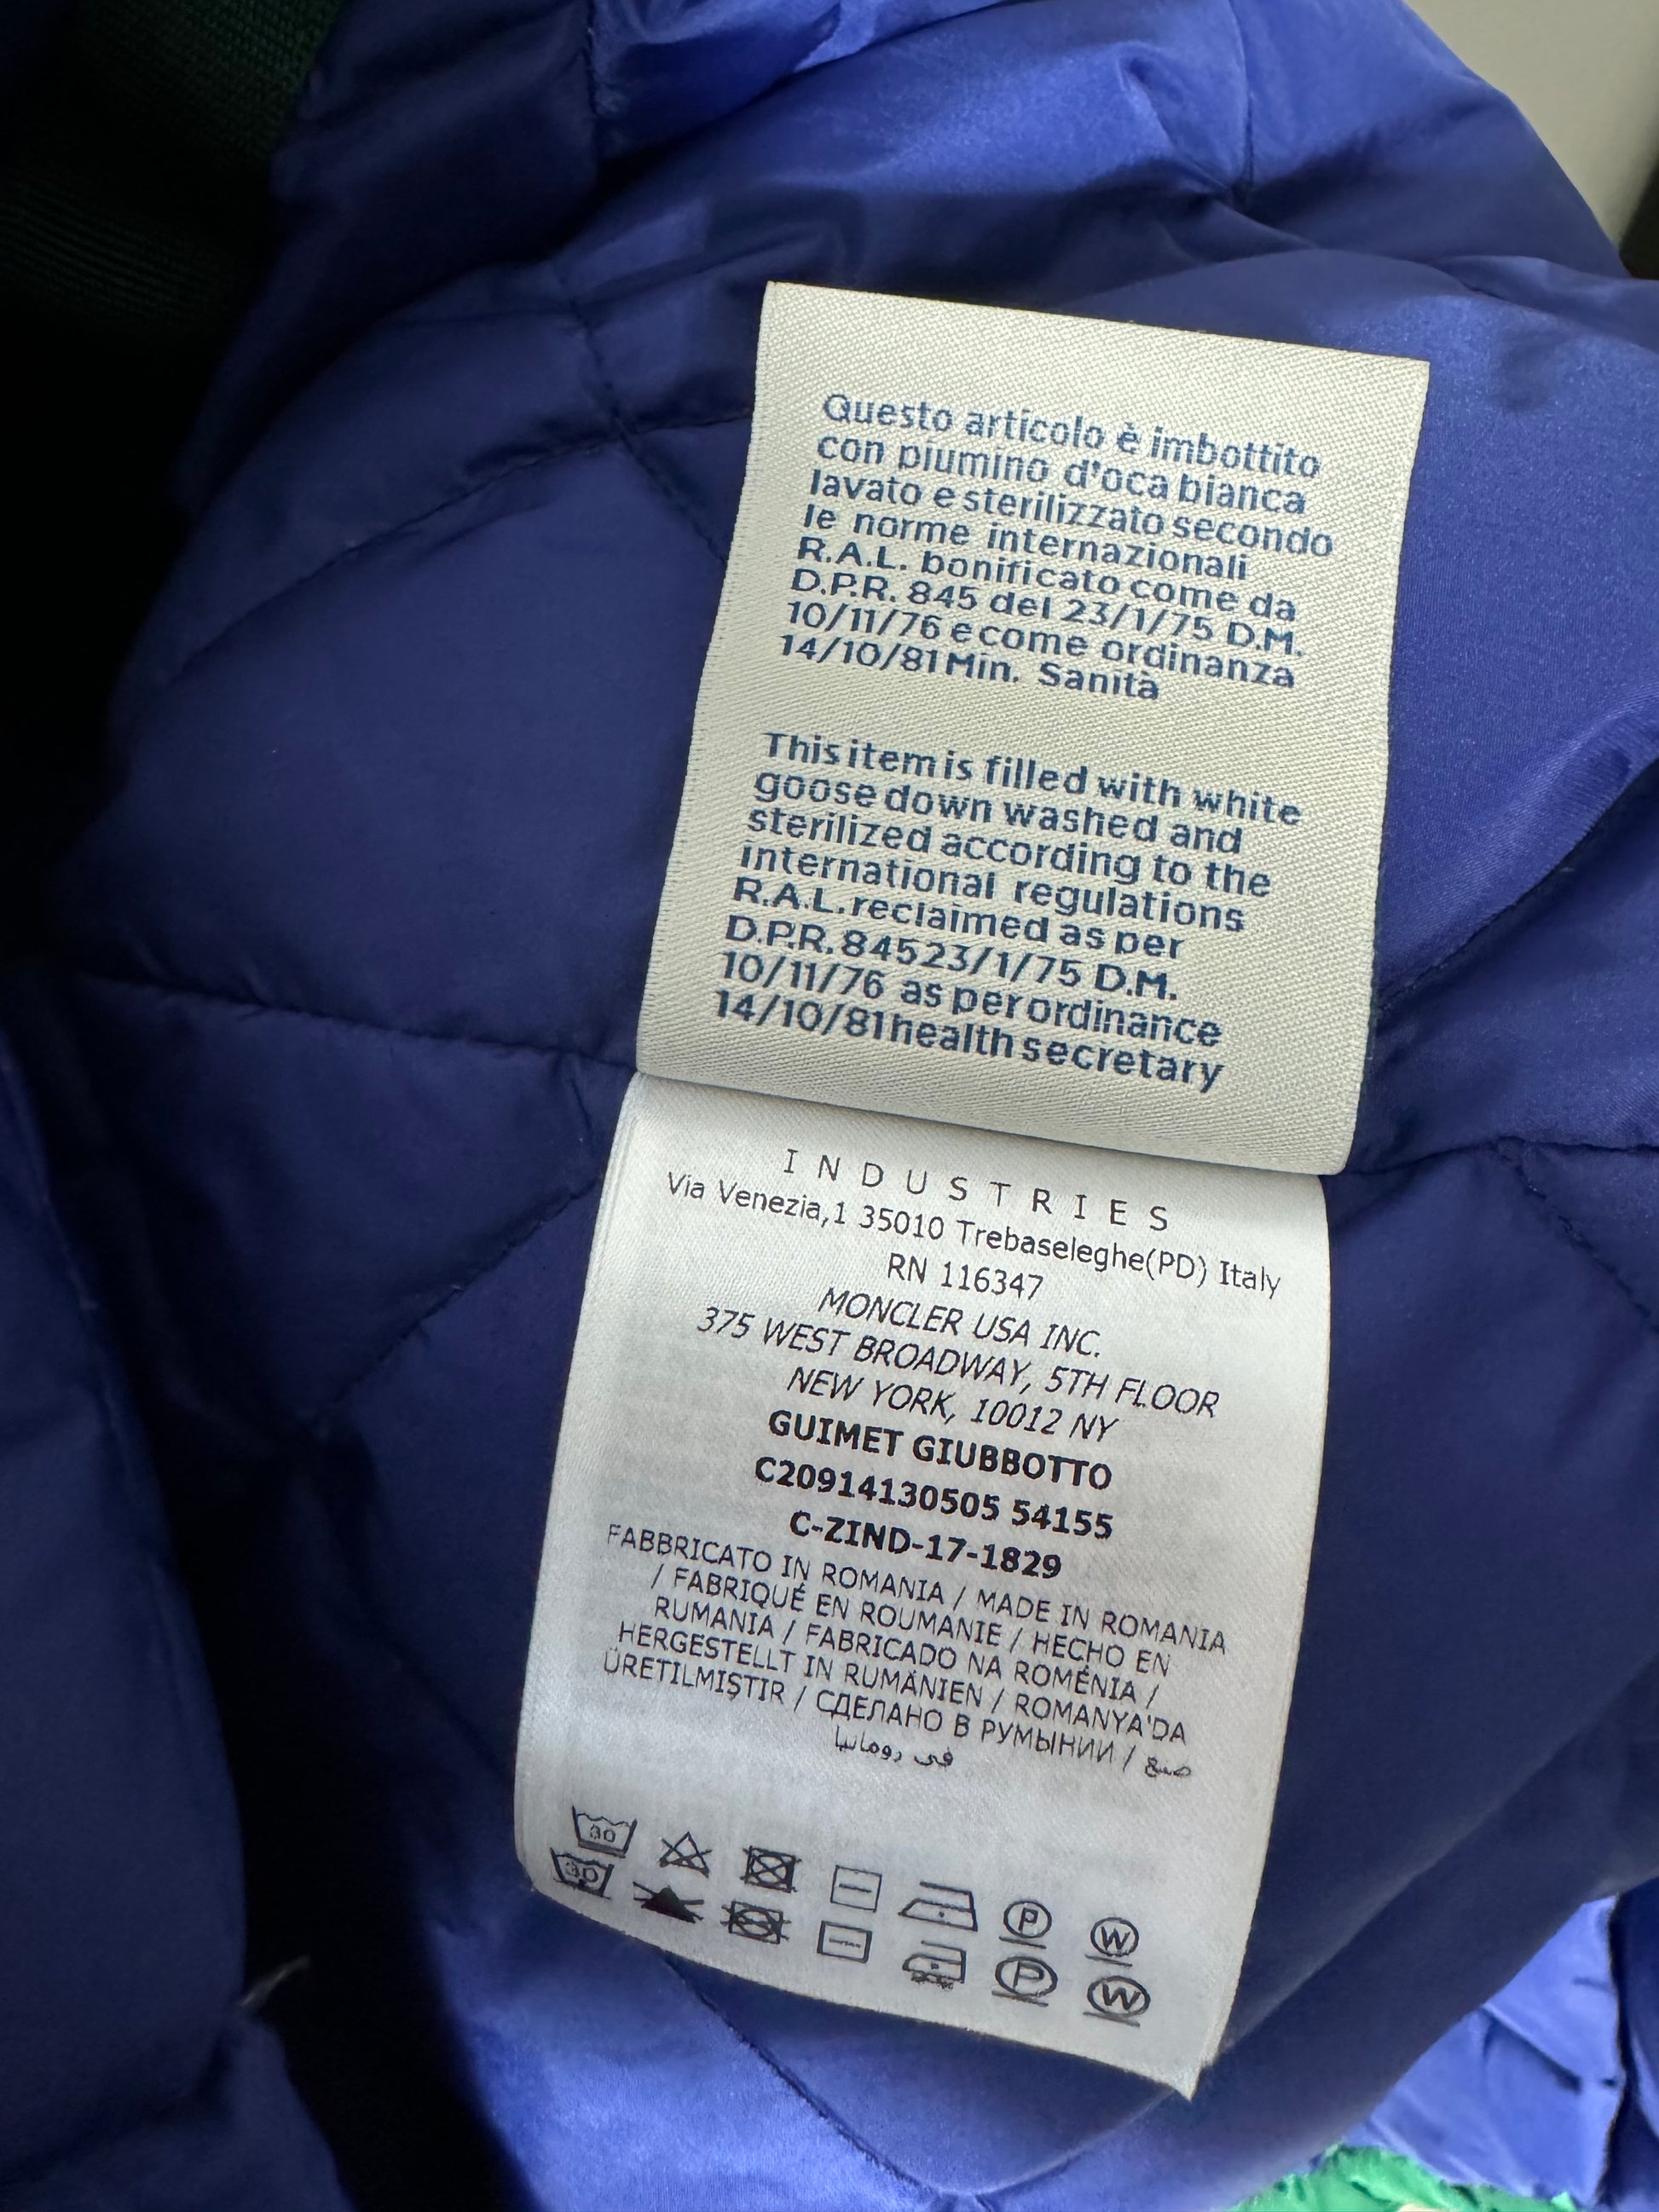 Questo articolo è imbottito
con piumino d'oca bianca
lavato e sterilizzato secondo
le norme internazionali
R.A.L. bonificato come da
D.P.R. 845 del 23/1/75 D.M.
10/11/76 e come ordinanza
14/10/81 Min. Sanità
This item is filled with white
goose down washed and
sterilized according to the
international regulations
R.A.L. reclaimed as per
D.P.R. 845 23/1/75 D.M.
10/11/76 as per ordinance
14/10/81 health secretary
INDUSTRIES
Via Venezia,1 35010 Trebaseleghe(PD) Italy
RN 116347
MONCLER USA INC.
375 WEST BROADWAY, 5TH FLOOR
NEW YORK, 10012 NY
GUIMET GIUBBOTTO
C20914130505 54155
C-ZIND-17-1829
FABBRICATO IN ROMANIA / MADE IN ROMANIA
/ FABRIQUÉ EN ROUMANIE / HECHO EN
RUMANIA / FABRICADO NA ROMÉNIA /
HERGESTELLT IN RUMÄNIEN / ROMANYA'DA
ÜRETILMIŞTIR / СДЕЛАНО В РУМЫНИИ / صنع
في رومانيا
30 P W
30 P W